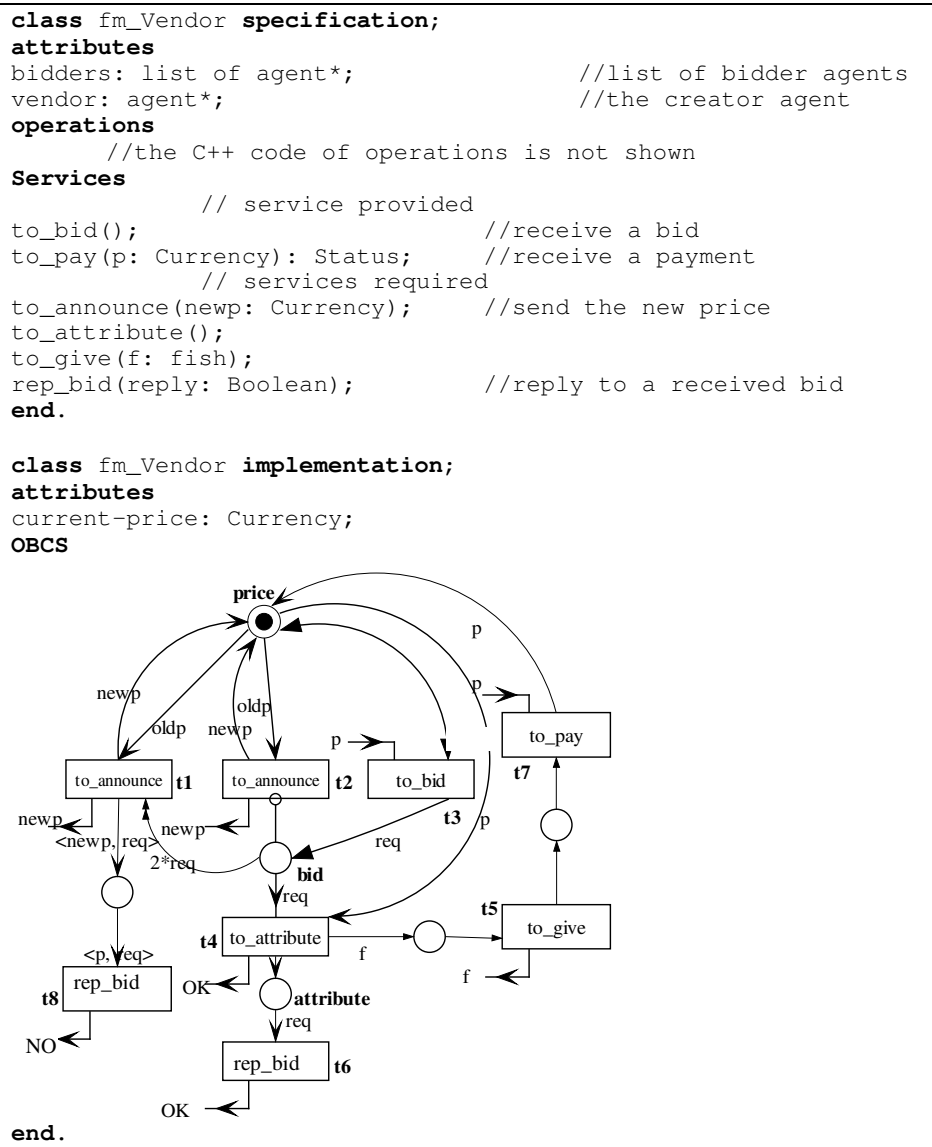 class fm_Vendor specification;
attributes
bidders: list of agent*; //list of bidder agents
vendor: agent*; //the creator agent
operations
//the C++ code of operations is not shown
Services
// service provided
to_bid(); //receive a bid
to_pay(p: Currency): Status; //receive a payment
// services required
to_announce(newp: Currency); //send the new price
to_attribute();
to_give(f: fish);
rep_bid(reply: Boolean); //reply to a received bid
end.
class fm_Vendor implementation;
attributes
current-price: Currency;
OBCS
price
p
p
newp
oldp
newp
oldp
p
to_pay
t7
to_announce t1
to_announce t2
to_bid
t3
p
newp
<newp, req>
newp
2*req
req
bid
req
t5
to_give
t4 to_attribute
f
f
<p, req>
rep_bid
t8
OK
attribute
req
NO
rep_bid t6
OK
end.